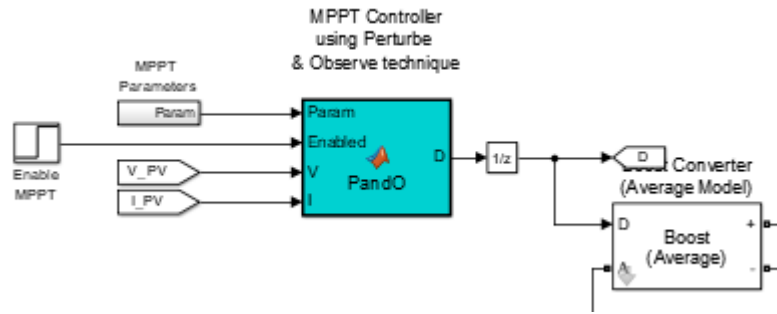 MPPT Controller
using Perturbe
& Observe technique
MPPT
Parameters
Param
Enable
MPPT
V_PV
I_PV
Param
Enabled
V
I
D
PandO
1/z
D
Converter
(Average Model)
D
A
Boost
(Average)
+
-